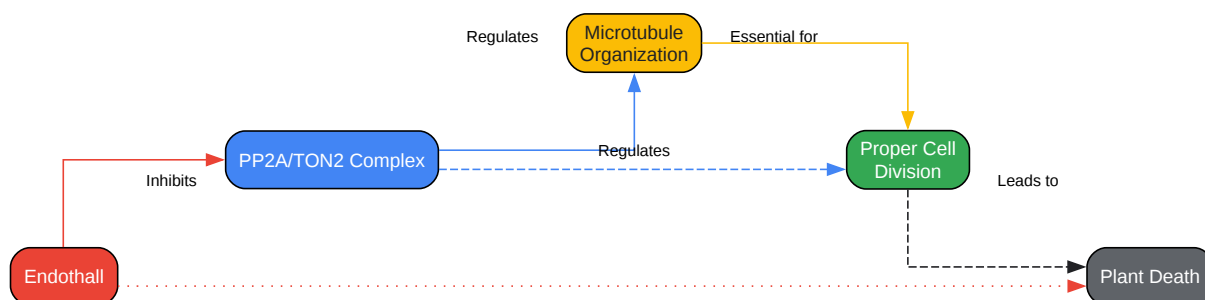 Regulates
Microtubule
Organization
Essential for
PP2A/TON2 Complex
Regulates
Proper Cell
Division
Inhibits
Leads to
Endothall
Plant Death